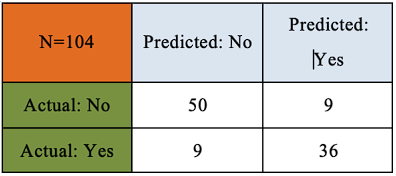 N=104 Predicted: No Predicted:
Yes
Actual: No 50 9
Actual: Yes 9 36